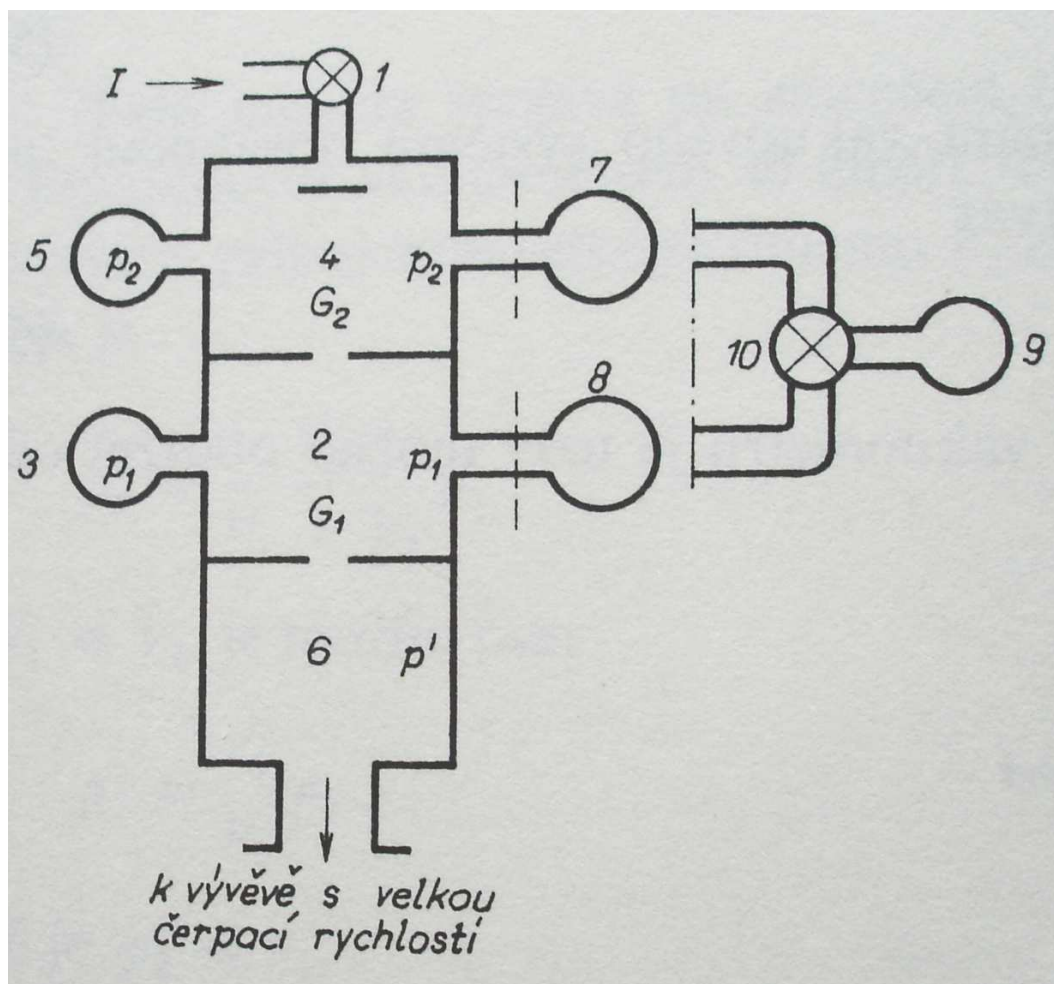 I 1
7
5 p₂ 4 p₂
G₂
10 9
8
3 p₁ 2 p₁
G₁
6 p'
k vývěvě s velkou
čerpací rychlostí